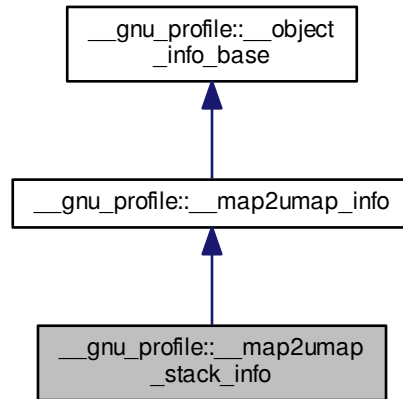 __gnu_profile::__object
_info_base
__gnu_profile::__map2umap_info
__gnu_profile::__map2umap
_stack_info